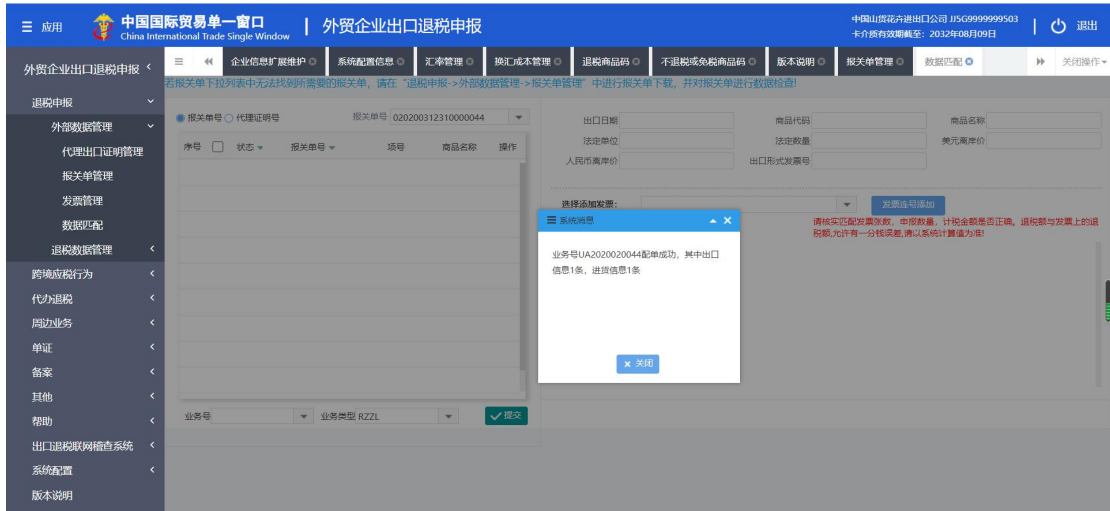 应用
中国国际贸易单一窗口
China International Trade Single Window
外贸企业出口退税申报
中国山货花卉进出口公司 JJ5G9999999503
卡介质有效期截至：2032年08月09日
退出
外贸企业出口退税申报
企业信息扩展维护
系统配置信息
汇率管理
换汇成本管理
退税商品码
不退税或免税商品码
版本说明
报关单管理
数据匹配
关闭操作
若报关单下拉列表中无法找到所需要的报关单，请在“退税申报->外部数据管理->报关单管理”中进行报关单下载，并对报关单进行数据检查!
退税申报
外部数据管理
代理出口证明管理
报关单管理
发票管理
数据匹配
退税数据管理
跨境应税行为
代办退税
周边业务
单证
备案
其他
帮助
出口退税联网稽查系统
系统配置
版本说明
报关单号 代理证明号
报关单号 020200312310000044
序号 状态 报关单号 项号 商品名称 操作
出口日期 商品代码 商品名称
法定单位 法定数量 美元离岸价
人民币离岸价 出口形式发票号
选择添加发票：
发票连号添加
请核实匹配发票张数，申报数量，计税金额是否正确。退税额与发票上的退
税额,允许有一分钱误差,请以系统计算值为准!
系统消息
业务号UA2020020044配单成功，其中出口
信息1条，进货信息1条
关闭
业务号 业务类型 RZZL 提交